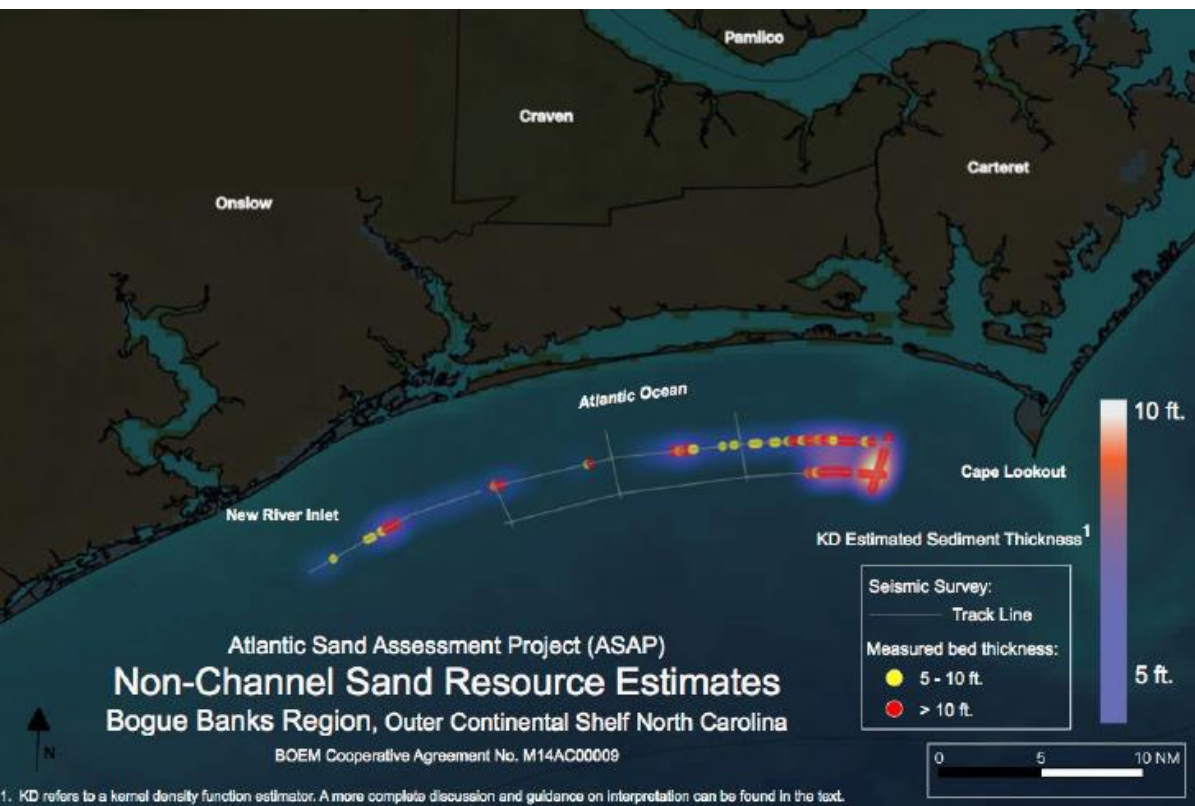 Pamlico
Craven
Carteret
Onslow
Atlantic Ocean
10 ft.
Cape Lookout
New River Inlet
KD Estimated Sediment Thickness1
Seismic Survey:
Track Line
Measured bed thickness:
5 - 10 ft.
> 10 ft.
5 ft.
Atlantic Sand Assessment Project (ASAP)
Non-Channel Sand Resource Estimates
Bogue Banks Region, Outer Continental Shelf North Carolina
BOEM Cooperative Agreement No. M14AC00009
N
0 5 10 NM
1. KD refers to a kernel density function estimator. A more complete discussion and guidance on interpretation can be found in the text.